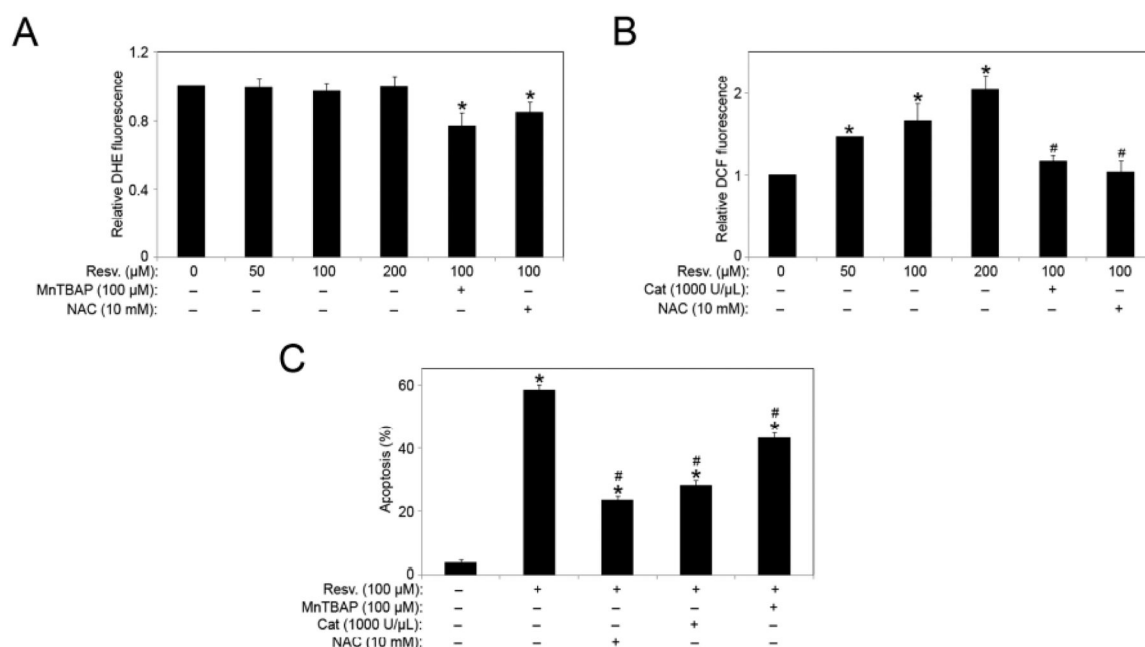 A
Relative DHE fluorescence
1.2
0.8
0.4
0
* *
Resv. (µM): 0 50 100 200 100 100
MnTBAP (100 µM): – – – – + –
NAC (10 mM): – – – – – +
B
Relative DCF fluorescence
2
1
0
* * * # #
Resv. (µM): 0 50 100 200 100 100
Cat (1000 U/µL): – – – – + –
NAC (10 mM): – – – – – +
C
Apoptosis (%)
60
40
20
0
* # # #
* * *
Resv. (100 µM): – + + + +
MnTBAP (100 µM): – – – – +
Cat (1000 U/µL): – – – + –
NAC (10 mM): – – + – –